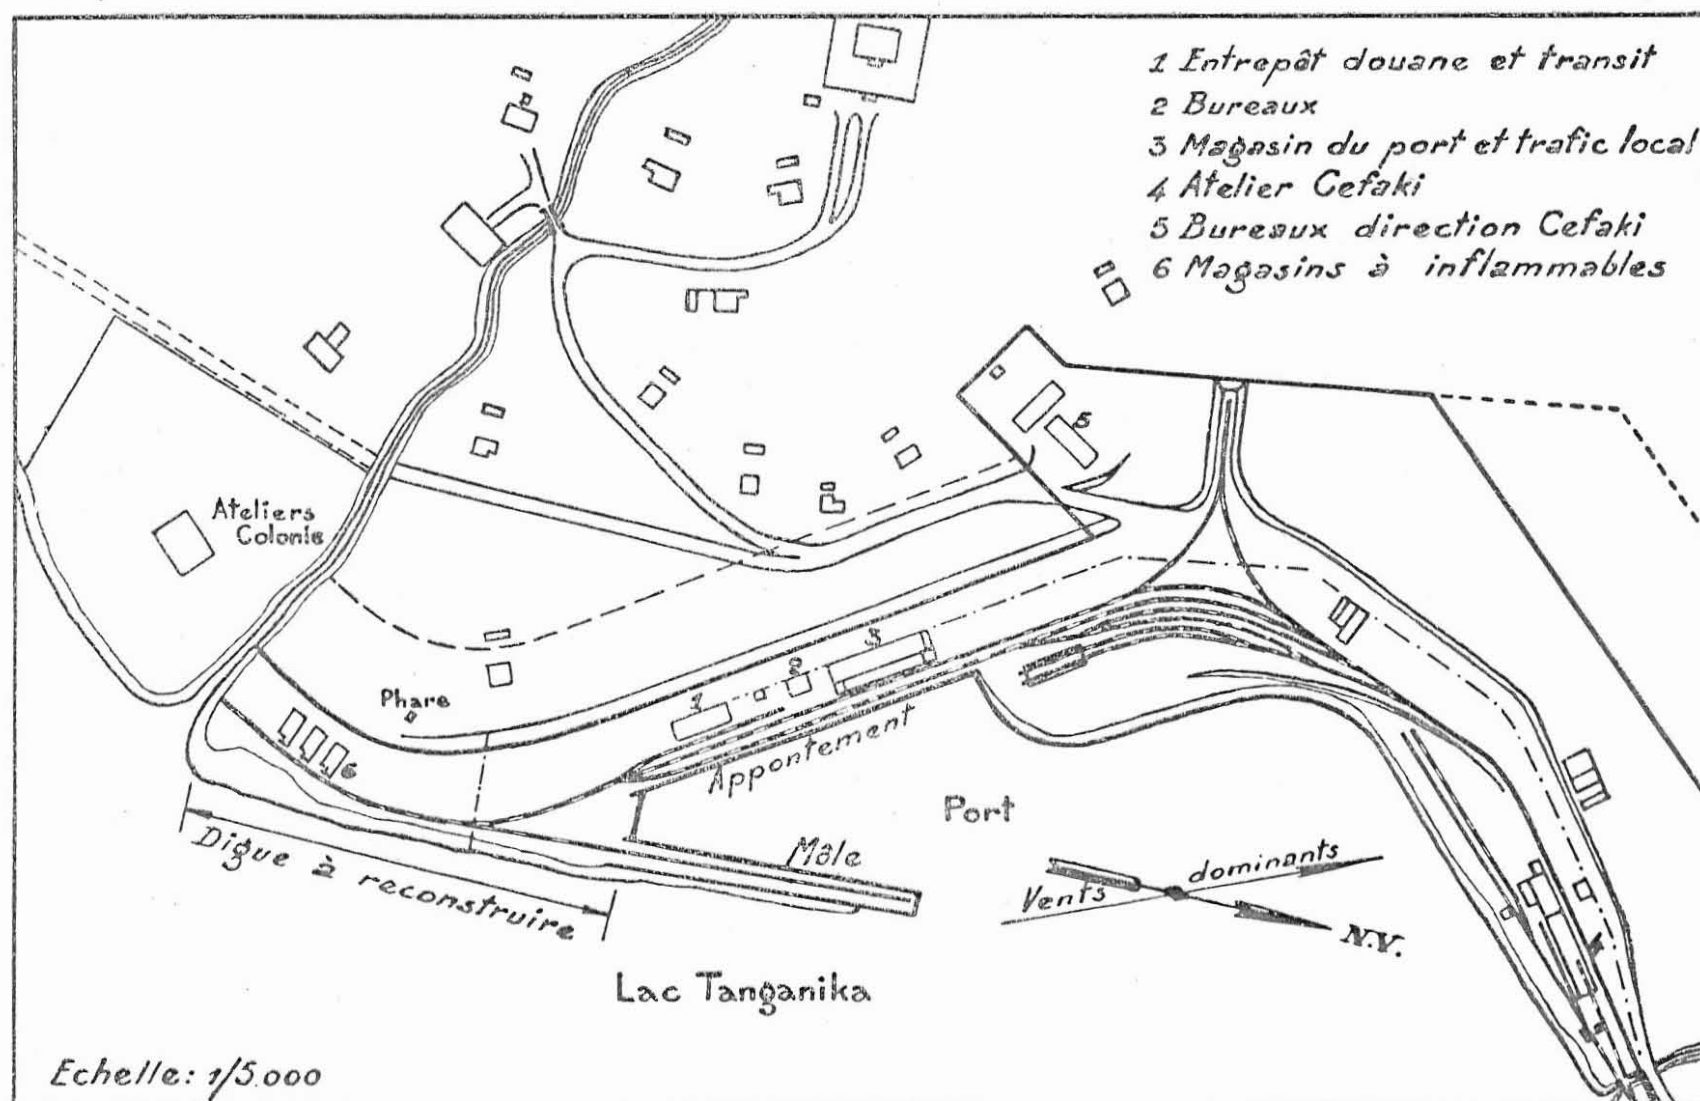 1 Entrepôt douane et transit
2 Bureaux
3 Magasin du port et trafic local
4 Atelier Cefaki
5 Bureaux direction Cefaki
6 Magasins à inflammables
5
Ateliers
Colonie
3
2
1
Phare
6
Appontement
Port
Môle
Digue à reconstruire
Vents dominants
N.V.
4
Lac Tanganika
Echelle: 1/5.000